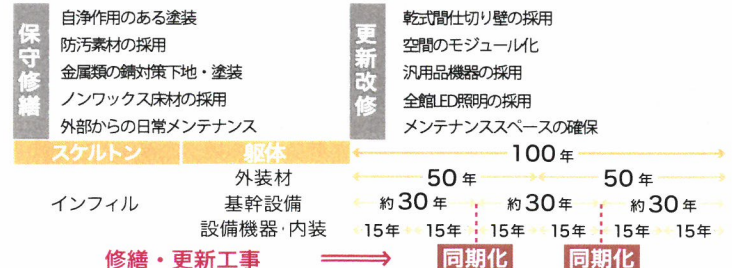 保守修繕
自浄作用のある塗装
防汚素材の採用
金属類の錆対策下地・塗装
ノンワックス床材の採用
外部からの日常メンテナンス
更新改修
乾式間仕切り壁の採用
空間のモジュール化
汎用品機器の採用
全館LED照明の採用
メンテナンススペースの確保
スケルトン 躯体 100年
外装材 50年 50年
インフィル 基幹設備 約30年 約30年 約30年
設備機器・内装 15年 15年 15年 15年 15年 15年
修繕・更新工事 同期化 同期化